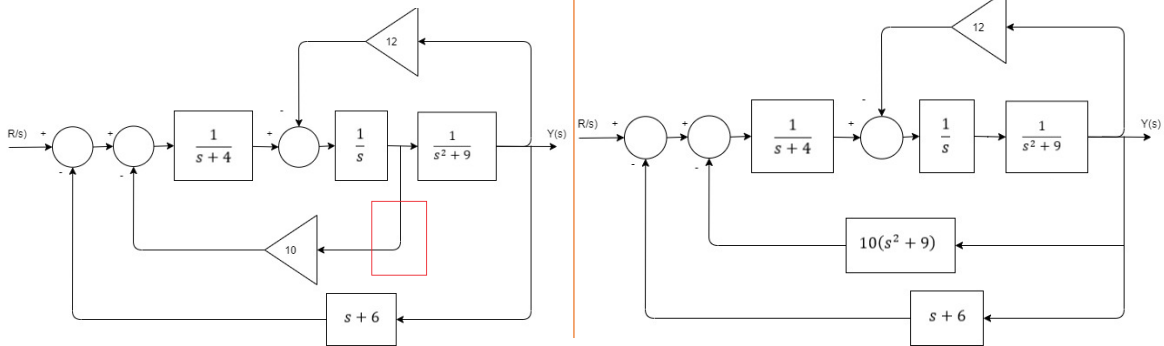 12
R/s)
+
+
-
+
1
s + 4
1
s
1
s² + 9
Y(s)
-
-
10
s + 6
12
R/s)
+
+
-
+
1
s + 4
1
s
1
s² + 9
Y(s)
-
-
10(s² + 9)
s + 6